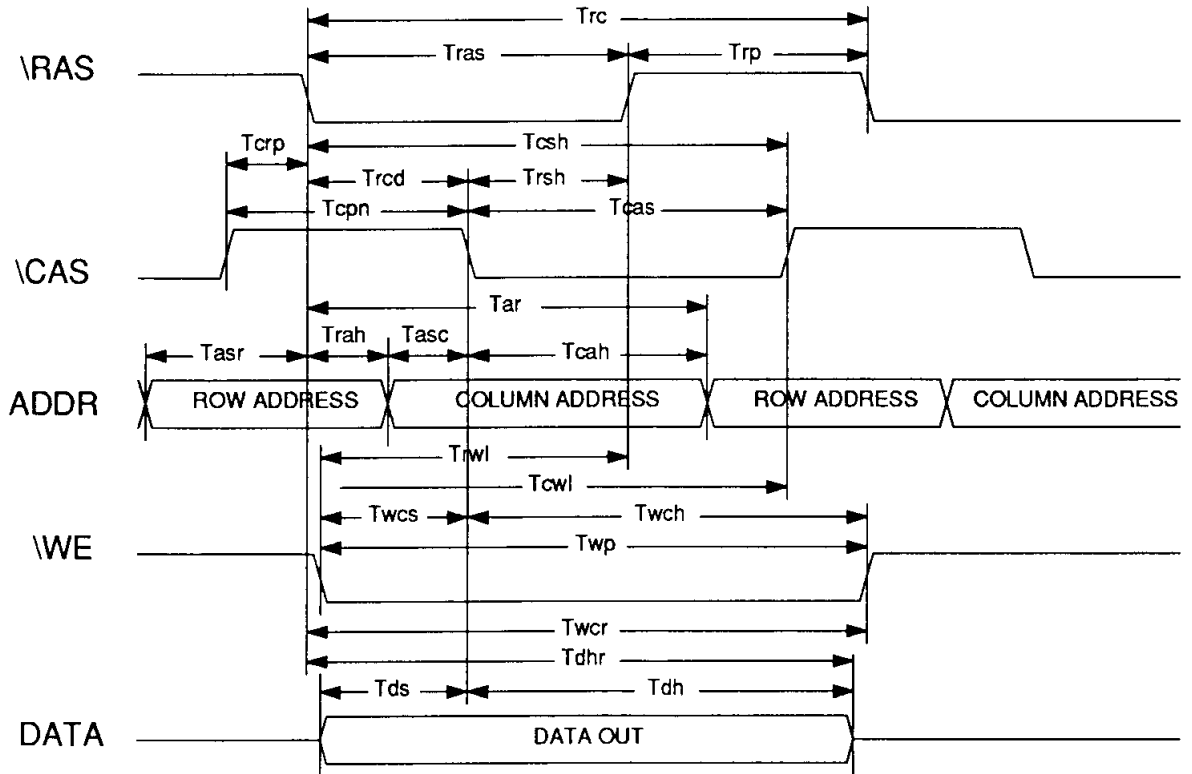 Trc
Tras Trp
\RAS
Tcrp Tcsh
Trcd Trsh
Tcpn Tcas
\CAS
Tar
Trah Tasc
Tasr Tcah
ADDR ROW ADDRESS COLUMN ADDRESS ROW ADDRESS COLUMN ADDRESS
Trwl
Tcwl
Twcs Twch
\WE Twp
Twcr
Tdhr
Tds Tdh
DATA DATA OUT